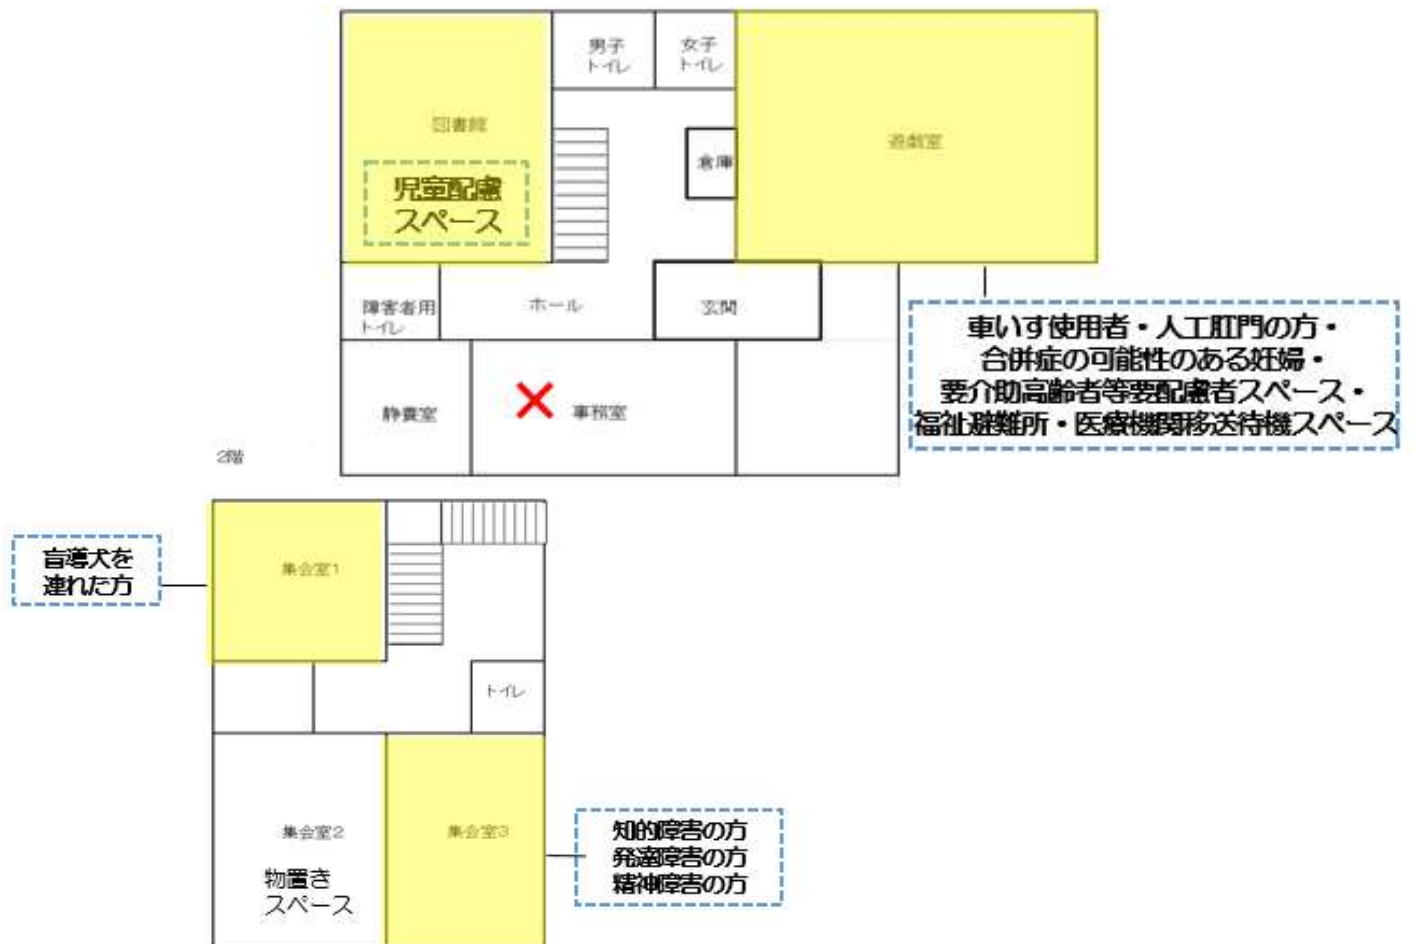 男子
トイレ
女子
トイレ
図書館
児童配慮
スペース
倉庫
遊戯室
障害者用
トイレ
ホール
玄関
車いす使用者・人工肛門の方・
合併症の可能性のある妊婦・
要介助高齢者等要配慮者スペース・
福祉避難所・医療機関移送待機スペース
静養室
事務室
2階
盲導犬を
連れた方
集会室1
トイレ
集会室2
物置き
スペース
集会室3
知的障害の方
発達障害の方
精神障害の方